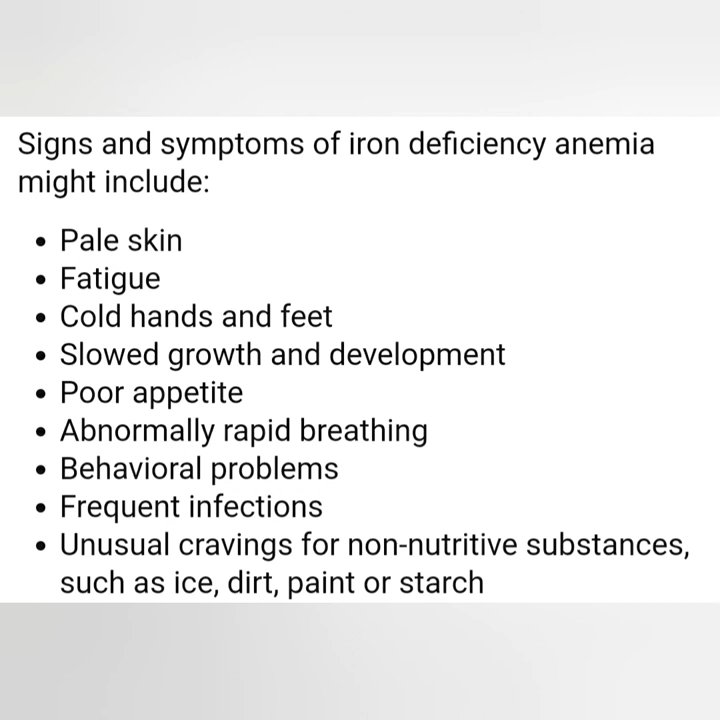 Signs and symptoms of iron deficiency anemia
might include:
• Pale skin
• Fatigue
• Cold hands and feet
• Slowed growth and development
• Poor appetite
• Abnormally rapid breathing
• Behavioral problems
• Frequent infections
• Unusual cravings for non-nutritive substances,
such as ice, dirt, paint or starch